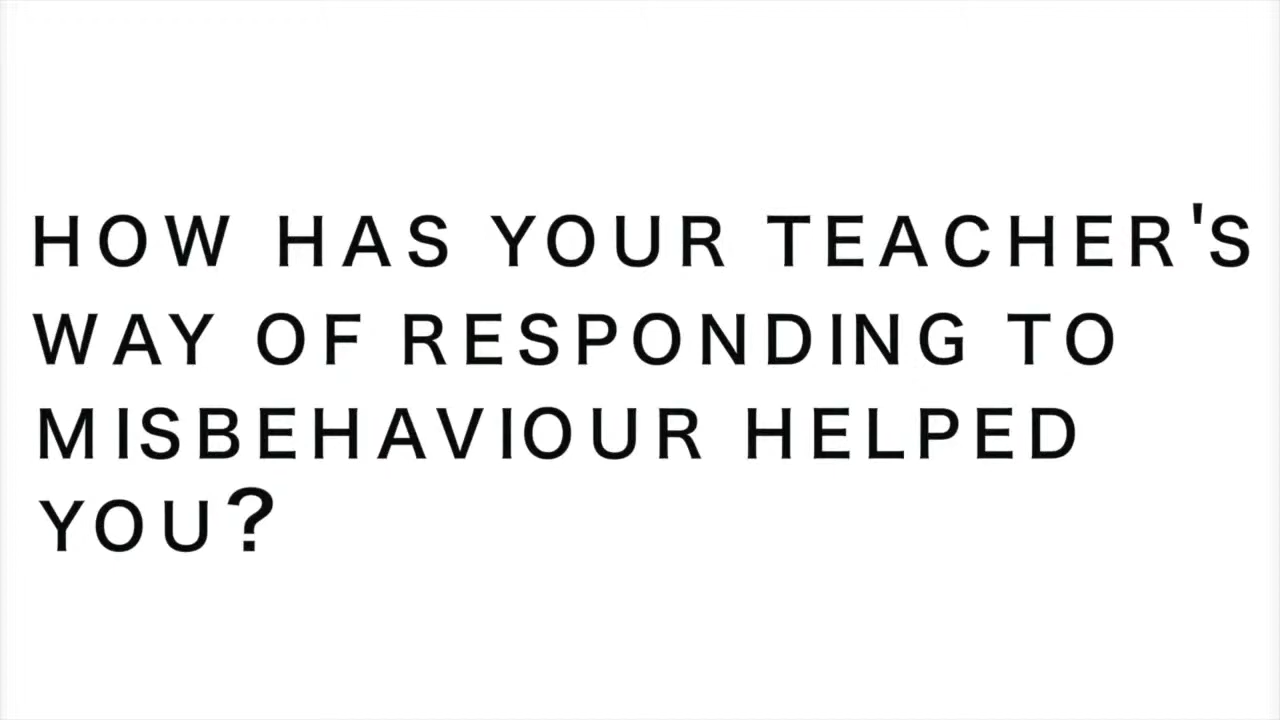 HOW HAS YOUR TEACHER'S
WAY OF RESPONDING TO
MISBEHAVIOUR HELPED
YOU?